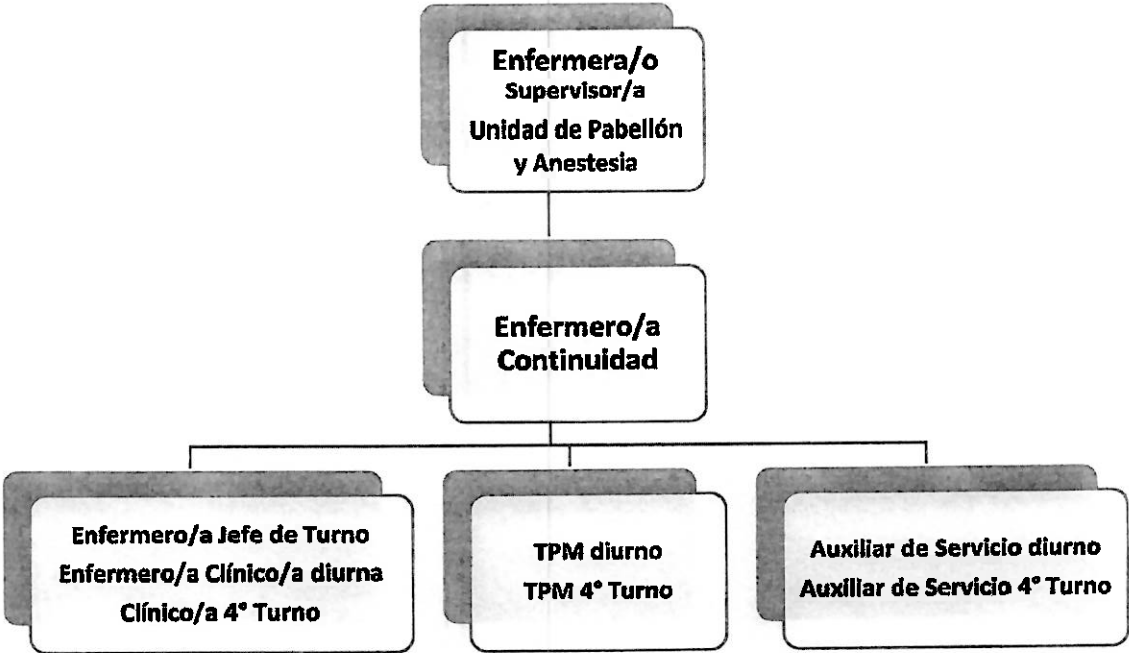 Enfermera/o
Supervisor/a
Unidad de Pabellón
y Anestesia
Enfermero/a
Continuidad
Enfermero/a Jefe de Turno
Enfermero/a Clínico/a diurna
Clínico/a 4° Turno
TPM diurno
TPM 4° Turno
Auxiliar de Servicio diurno
Auxiliar de Servicio 4° Turno